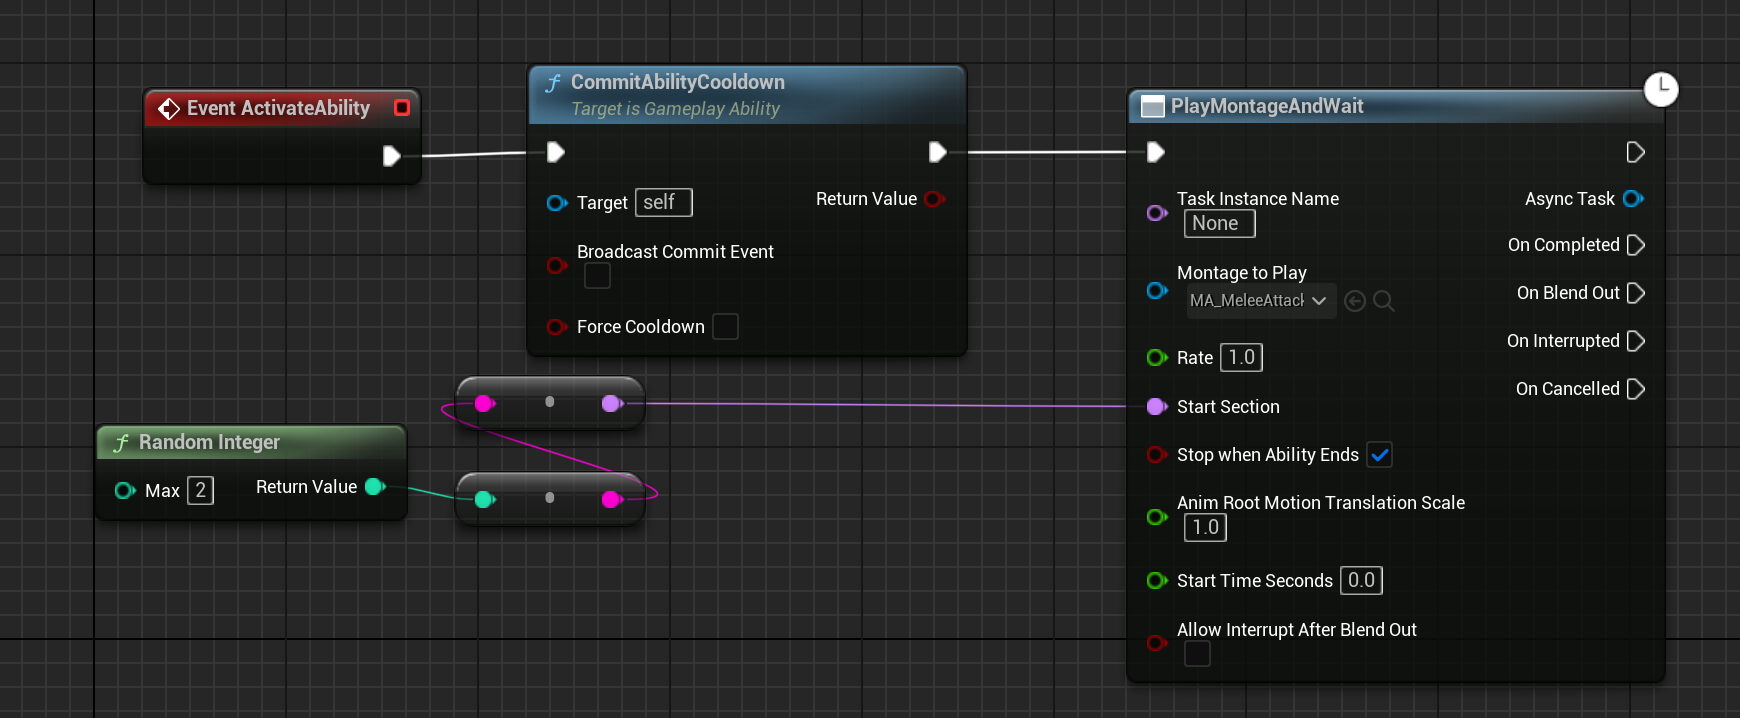 Event ActivateAbility
CommitAbilityCooldown
Target is Gameplay Ability
Target self
Return Value
Broadcast Commit Event
Force Cooldown
Random Integer
Max 2
Return Value
PlayMontageAndWait
Task Instance Name
None
Async Task
On Completed
Montage to Play
MA_MeleeAttack
On Blend Out
On Interrupted
Rate 1.0
On Cancelled
Start Section
Stop when Ability Ends
Anim Root Motion Translation Scale
1.0
Start Time Seconds 0.0
Allow Interrupt After Blend Out